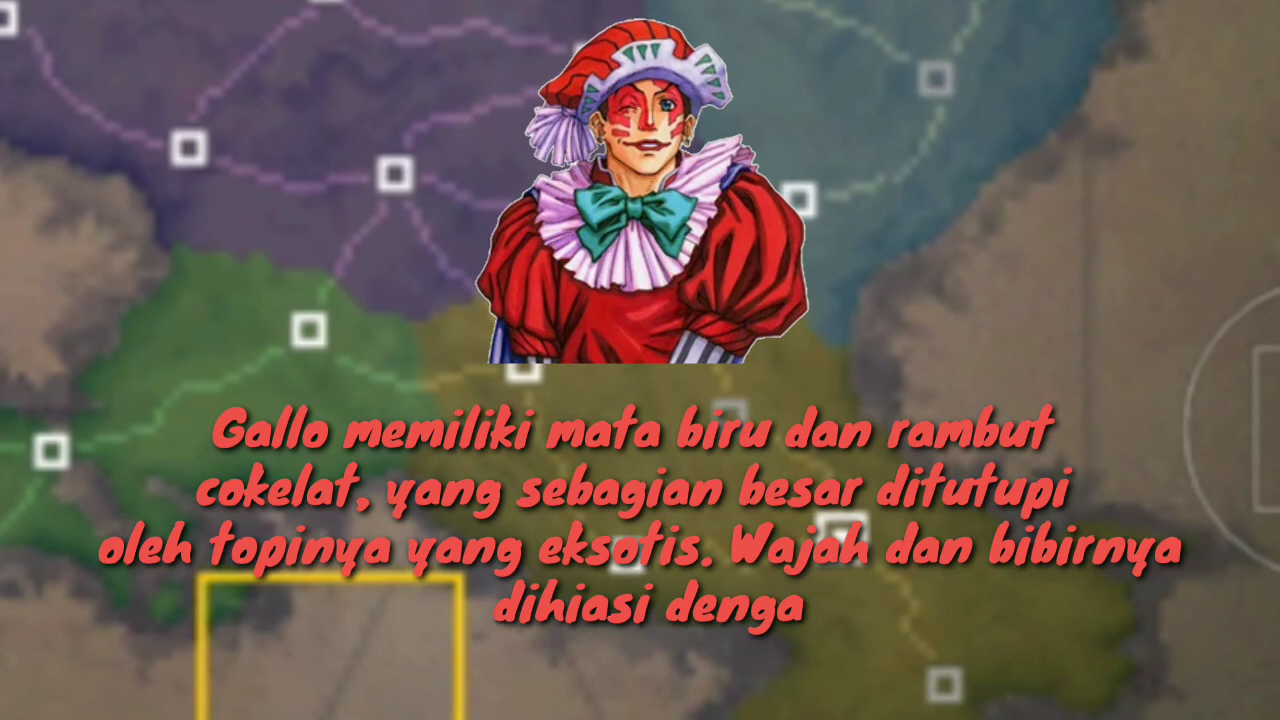 Gallo memiliki mata biru dan rambut
cokelat, yang sebagian besar ditutupi
oleh topinya yang eksotis. Wajah dan bibirnya
dihiasi denga